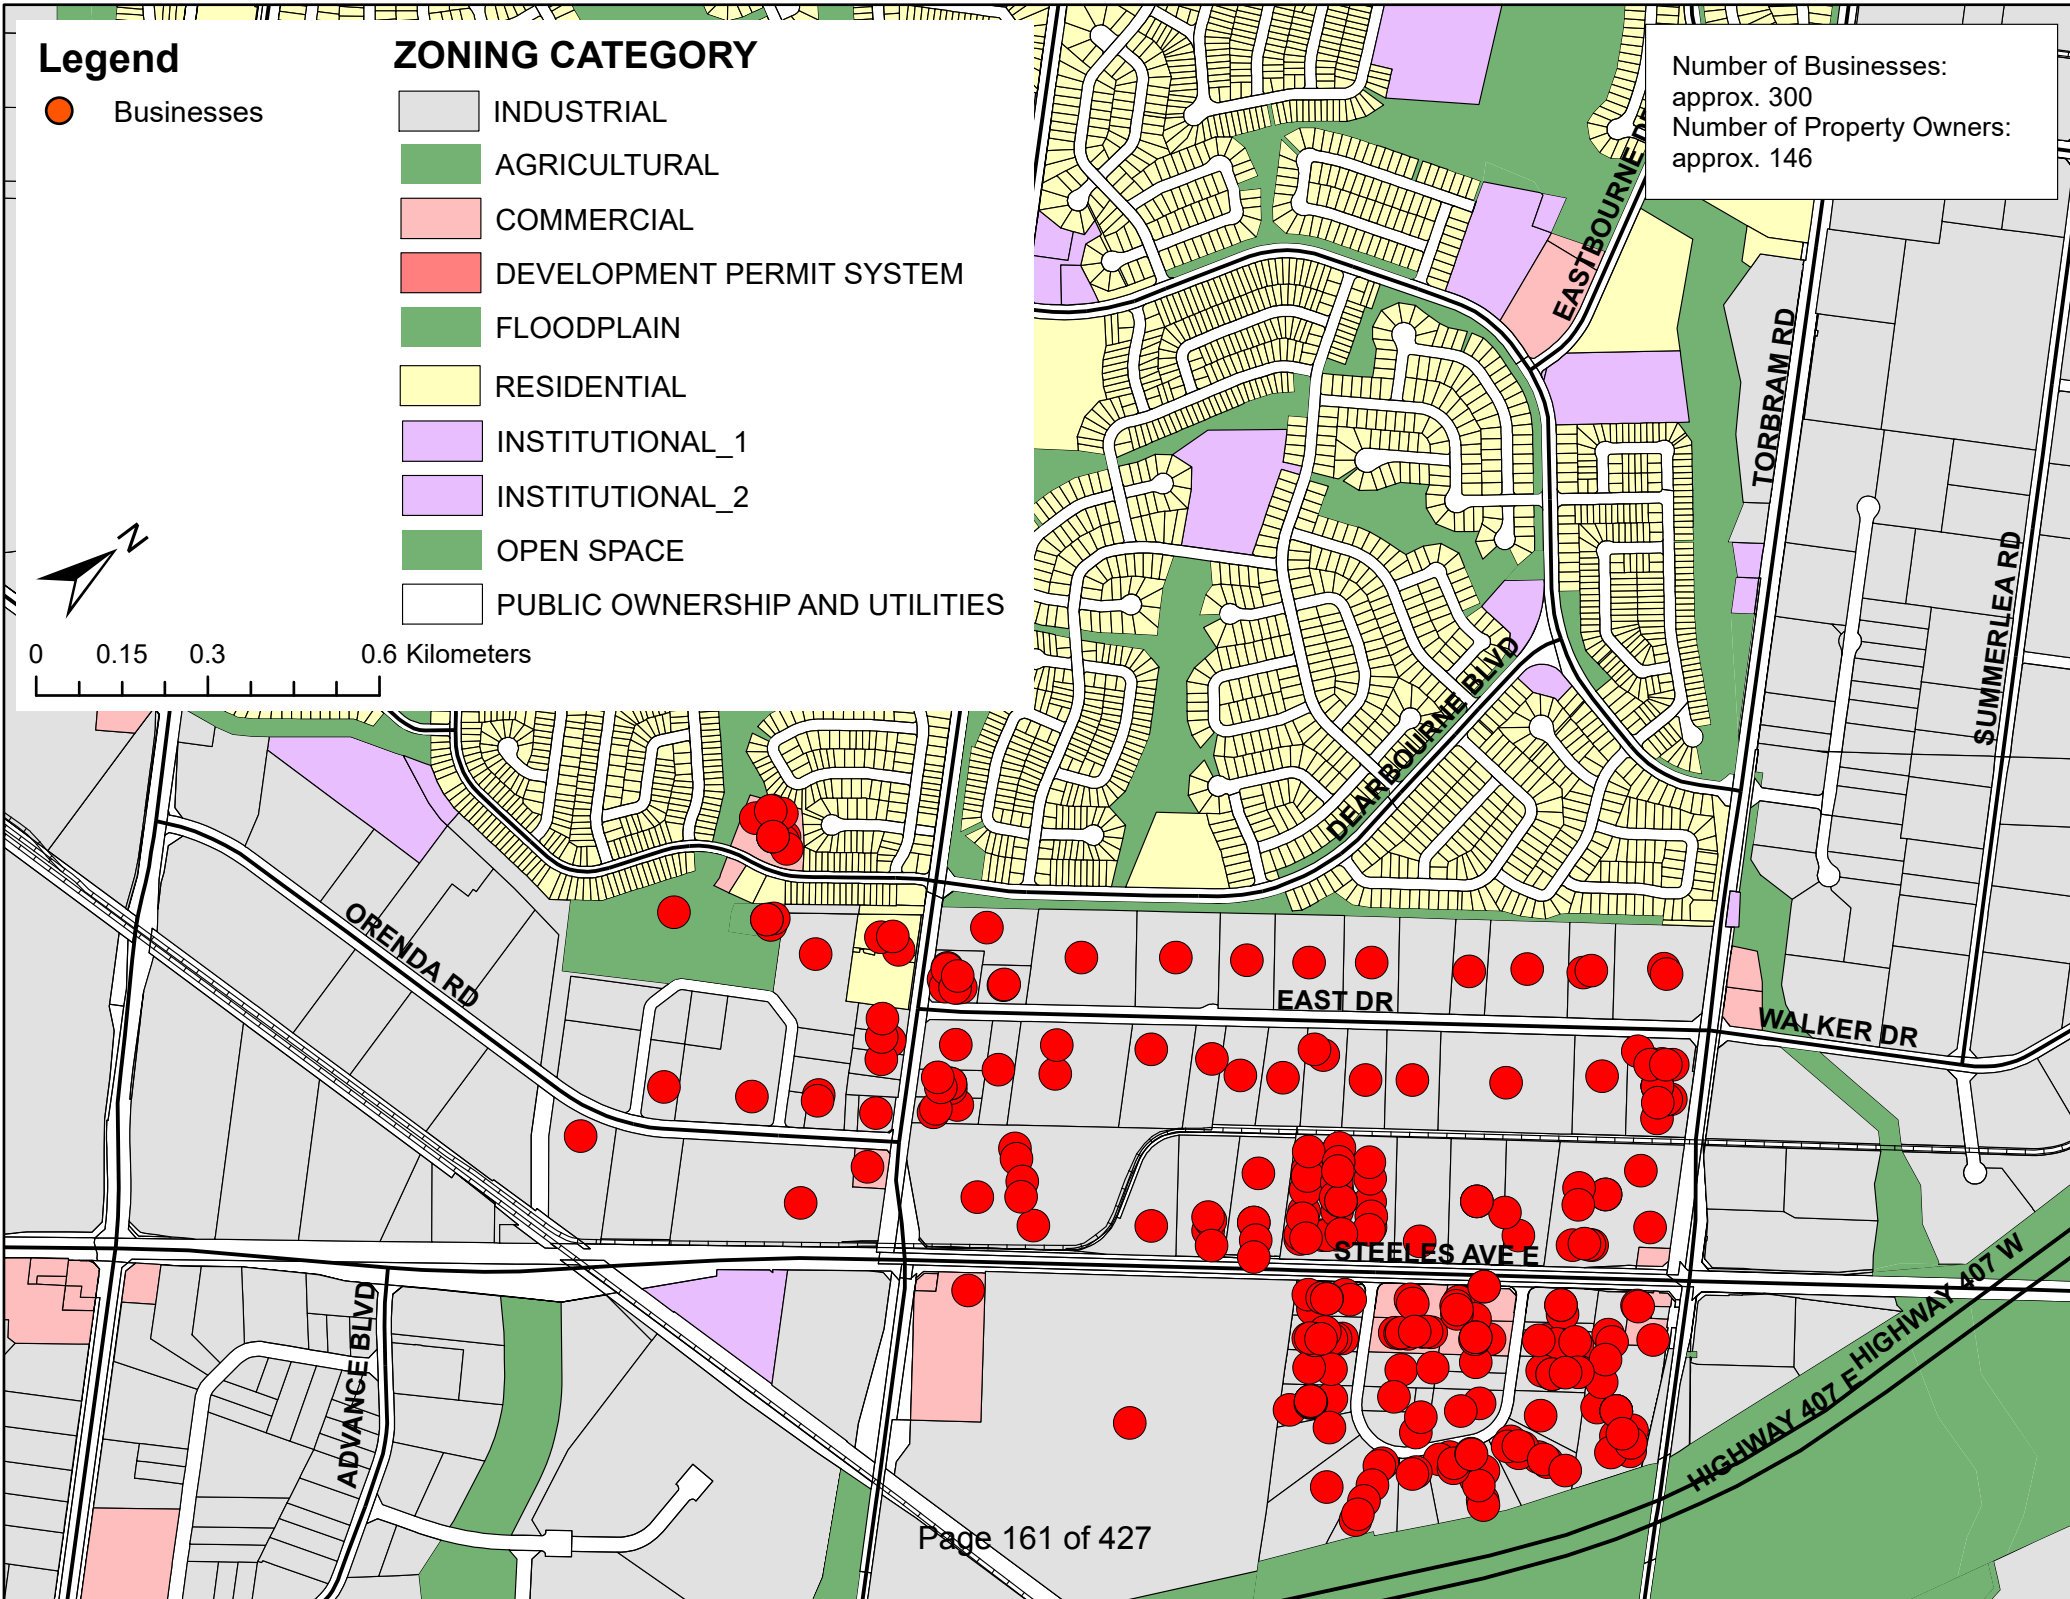 Legend
Businesses
ZONING CATEGORY
INDUSTRIAL
AGRICULTURAL
COMMERCIAL
DEVELOPMENT PERMIT SYSTEM
FLOODPLAIN
RESIDENTIAL
INSTITUTIONAL_1
INSTITUTIONAL_2
OPEN SPACE
PUBLIC OWNERSHIP AND UTILITIES
N
0 0.15 0.3 0.6 Kilometers
Number of Businesses:
approx. 300
Number of Property Owners:
approx. 146
EASTBOURNE
TORBRAM RD
SUMMERLEA RD
DEARBOURNE BLVD
ORENDA RD
EAST DR
WALKER DR
STEELES AVE E
ADVANCE BLVD
HIGHWAY 407 W
HIGHWAY 407 E
Page 161 of 427